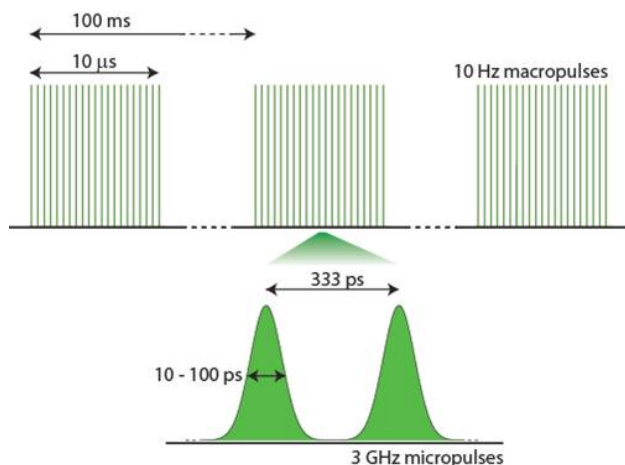 100 ms
10 μs
10 Hz macropulses
333 ps
10 - 100 ps
3 GHz micropulses